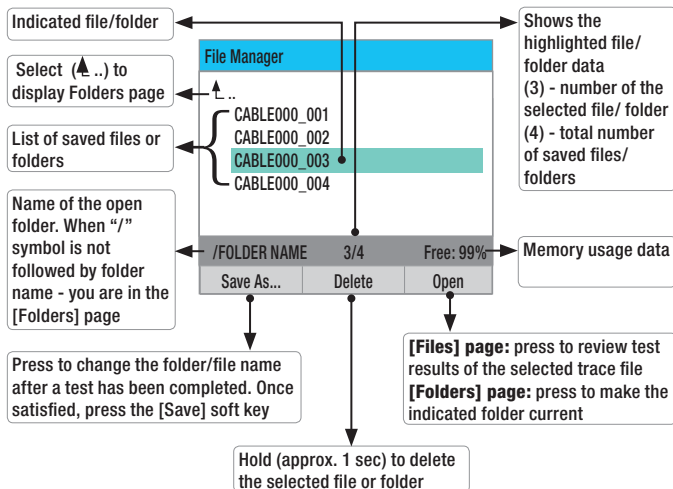 Indicated file/folder
Select (..) to
display Folders page
List of saved files or
folders
Name of the open
folder. When “/”
symbol is not
followed by folder
name - you are in the
[Folders] page
File Manager
..
CABLE000_001
CABLE000_002
CABLE000_003
CABLE000_004
/FOLDER NAME 3/4 Free: 99%
Save As... Delete Open
Shows the
highlighted file/
folder data
(3) - number of the
selected file/ folder
(4) - total number
of saved files/
folders
Memory usage data
Press to change the folder/file name
after a test has been completed. Once
satisfied, press the [Save] soft key
[Files] page: press to review test
results of the selected trace file
[Folders] page: press to make the
indicated folder current
Hold (approx. 1 sec) to delete
the selected file or folder